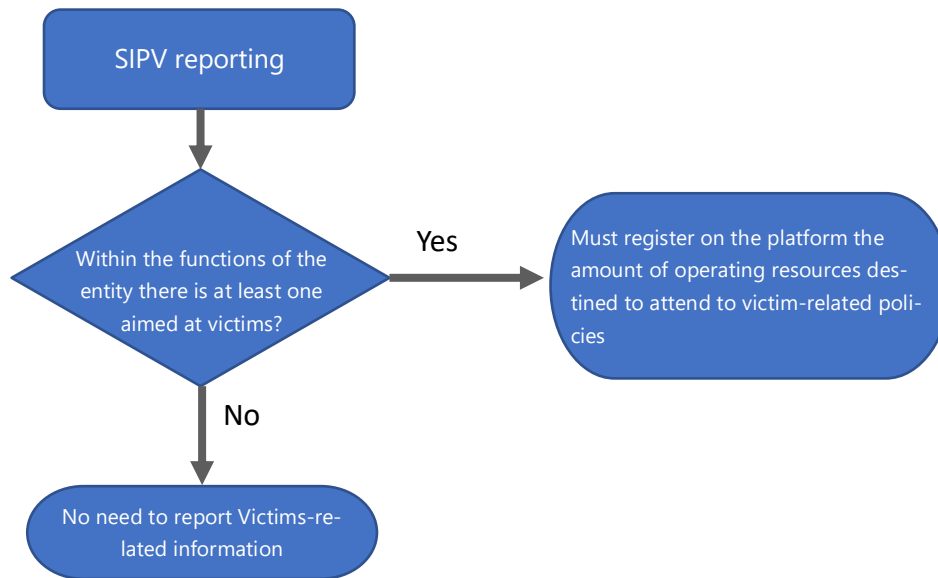 SIPV reporting
Within the functions of the
entity there is at least one
aimed at victims?
Yes
Must register on the platform the
amount of operating resources des-
tined to attend to victim-related poli-
cies
No
No need to report Victims-re-
lated information